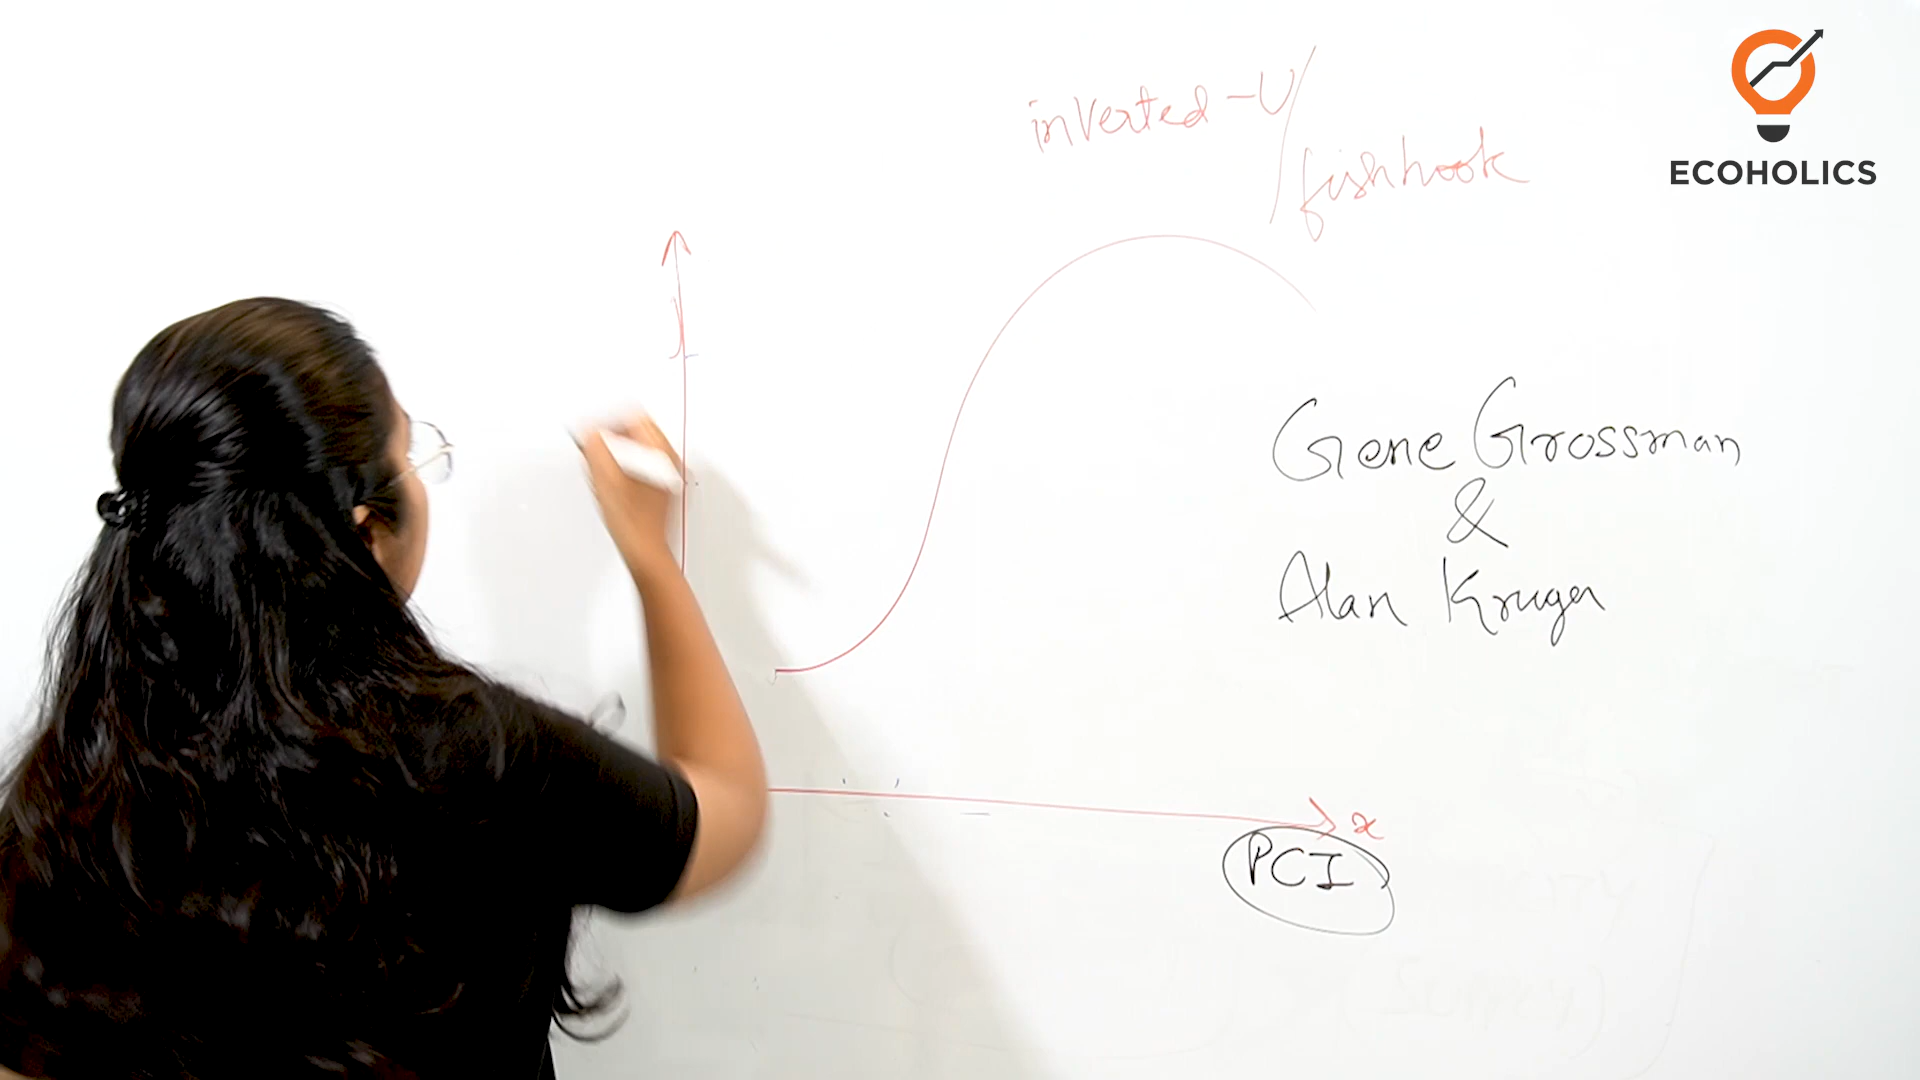 inverted-U/
fishhook
ECOHOLICS
Gene Grossman
&
Alan Kruger
x
PCI